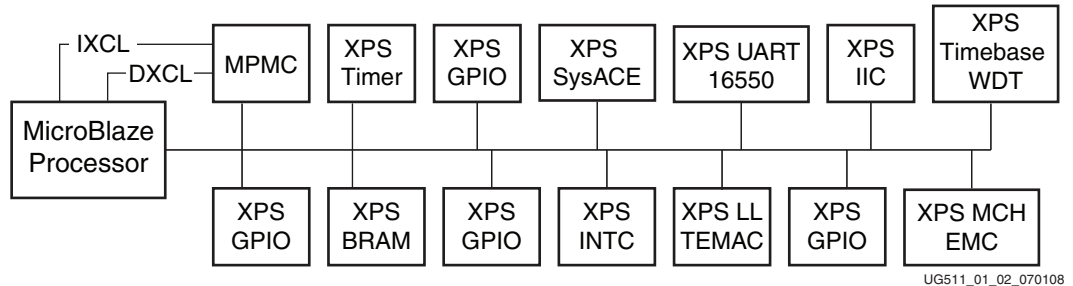 IXCL
DXCL
MicroBlaze
Processor
MPMC
XPS
Timer
XPS
GPIO
XPS
SysACE
XPS UART
16550
XPS
IIC
XPS
Timebase
WDT
XPS
GPIO
XPS
BRAM
XPS
GPIO
XPS
INTC
XPS LL
TEMAC
XPS
GPIO
XPS MCH
EMC
UG511_01_02_070108